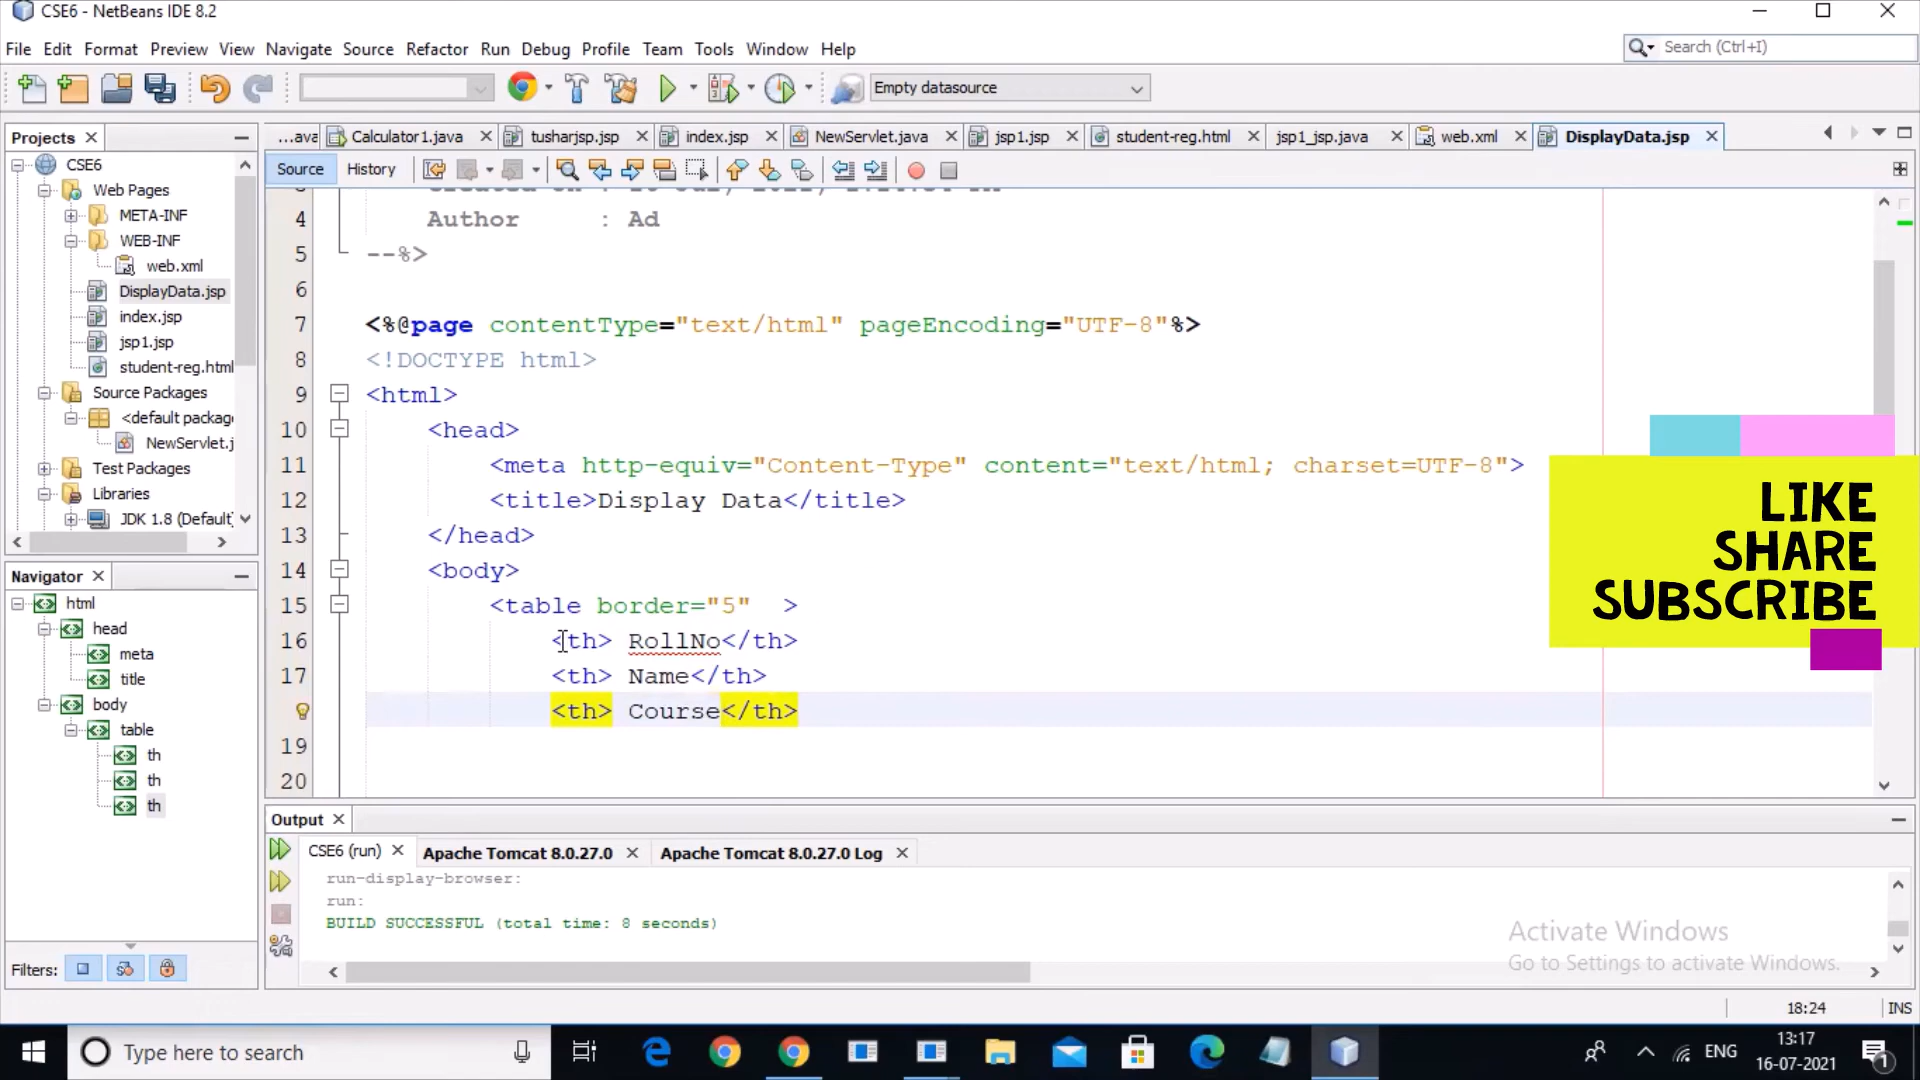 CSE6 - NetBeans IDE 8.2
File Edit Format Preview View Navigate Source Refactor Run Debug Profile Team Tools Window Help
Search (Ctrl+I)
Empty datasource
Projects
...ava Calculator1.java tusharjsp.jsp index.jsp NewServlet.java jsp1.jsp student-reg.html jsp1_jsp.java web.xml DisplayData.jsp
Source History
CSE6
Web Pages
META-INF
WEB-INF
web.xml
DisplayData.jsp
index.jsp
jsp1.jsp
student-reg.html
Source Packages
<default package
NewServlet.j
Test Packages
Libraries
JDK 1.8 (Default)
4 Author : Ad
5 --%>
6
7 <%@page contentType="text/html" pageEncoding="UTF-8"%>
8 <!DOCTYPE html>
9 <html>
10 <head>
11 <meta http-equiv="Content-Type" content="text/html; charset=UTF-8">
12 <title>Display Data</title>
13 </head>
14 <body>
15 <table border="5" >
16 <th> RollNo</th>
17 <th> Name</th>
<th> Course</th>
19
20
LIKE
SHARE
SUBSCRIBE
Navigator
html
head
meta
title
body
table
th
th
th
Filters:
Output
CSE6 (run) Apache Tomcat 8.0.27.0 Apache Tomcat 8.0.27.0 Log
run-display-browser:
run:
BUILD SUCCESSFUL (total time: 8 seconds)
Activate Windows
Go to Settings to activate Windows.
18:24 INS
Type here to search
ENG
13:17
16-07-2021
1